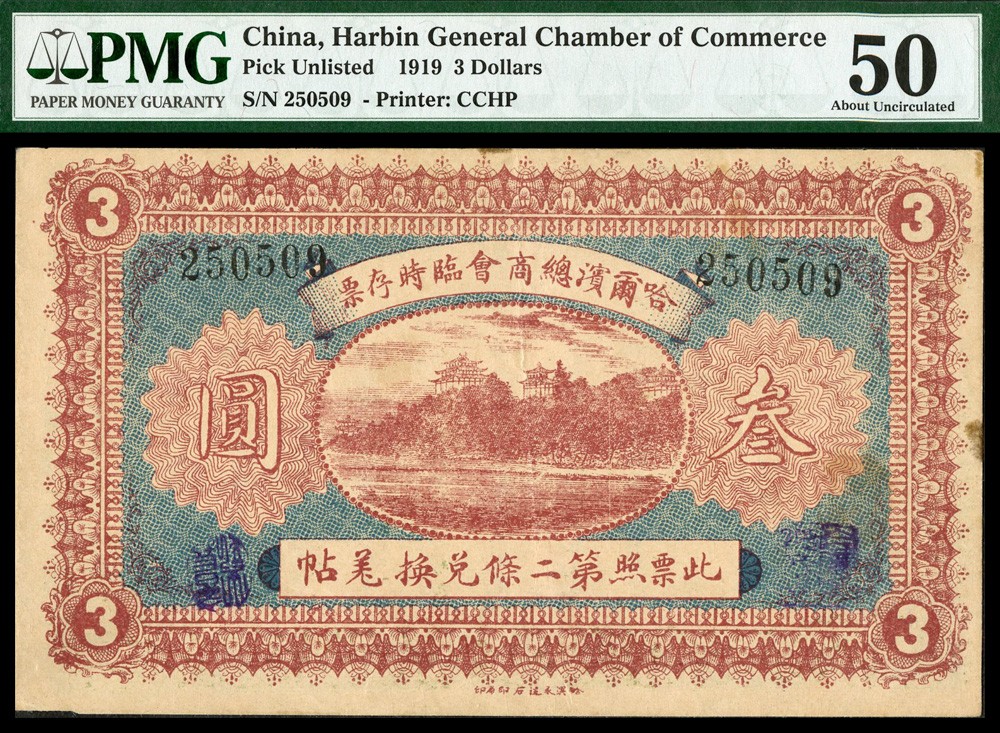 PMG
PAPER MONEY GUARANTY
China, Harbin General Chamber of Commerce
Pick Unlisted 1919 3 Dollars
S/N 250509 - Printer: CCHP
50
About Uncirculated
3 3
250509 250509
哈爾濱總商會臨時存票
叁圓
此票照第二條兌換羌帖
3 3